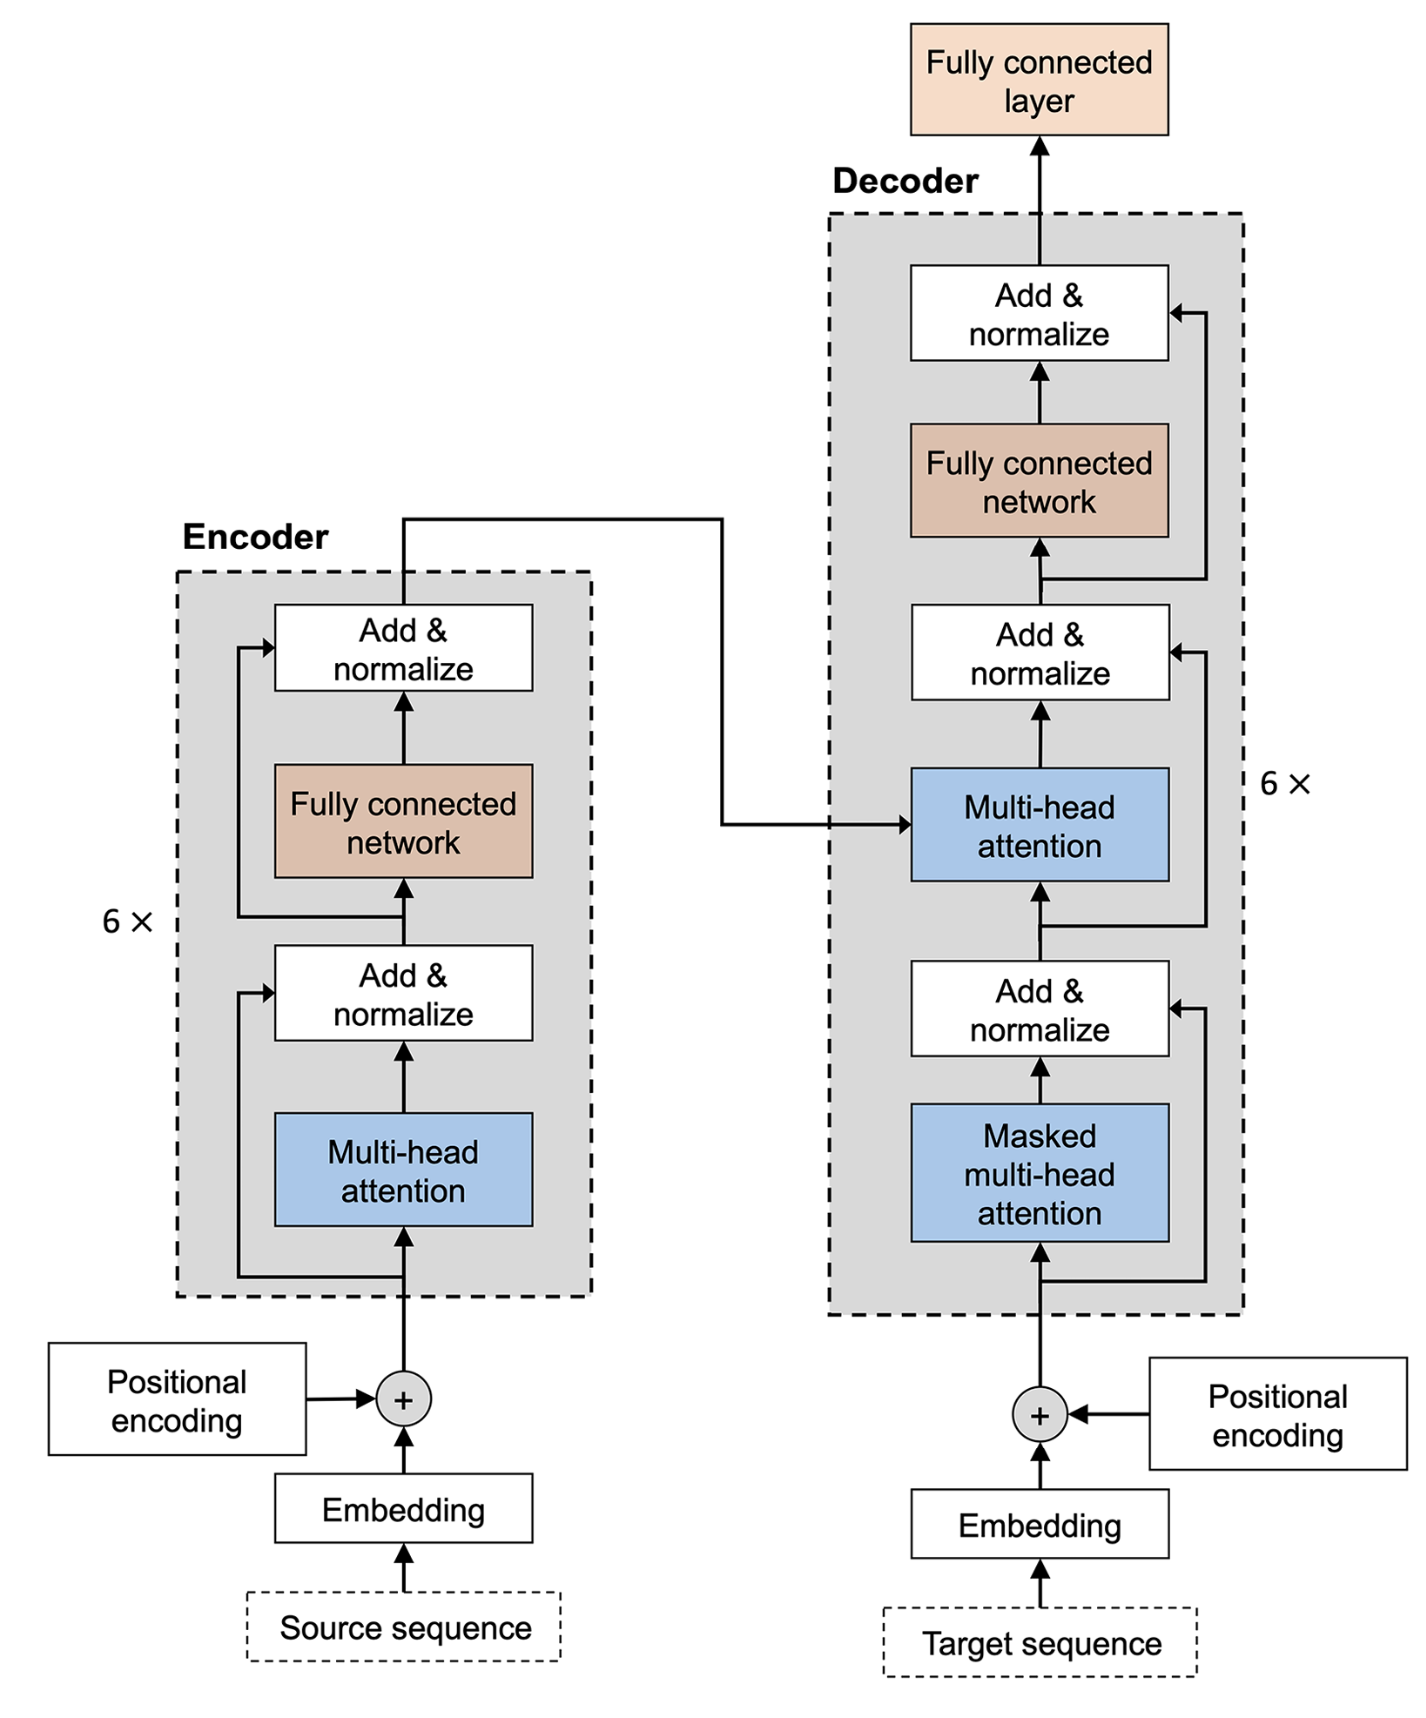 Fully connected
layer
Decoder
Add &
normalize
Fully connected
network
Add &
normalize
Multi-head
attention
6 ×
Add &
normalize
Masked
multi-head
attention
+
Positional
encoding
Embedding
Target sequence
Encoder
Add &
normalize
Fully connected
network
6 ×
Add &
normalize
Multi-head
attention
Positional
encoding
+
Embedding
Source sequence